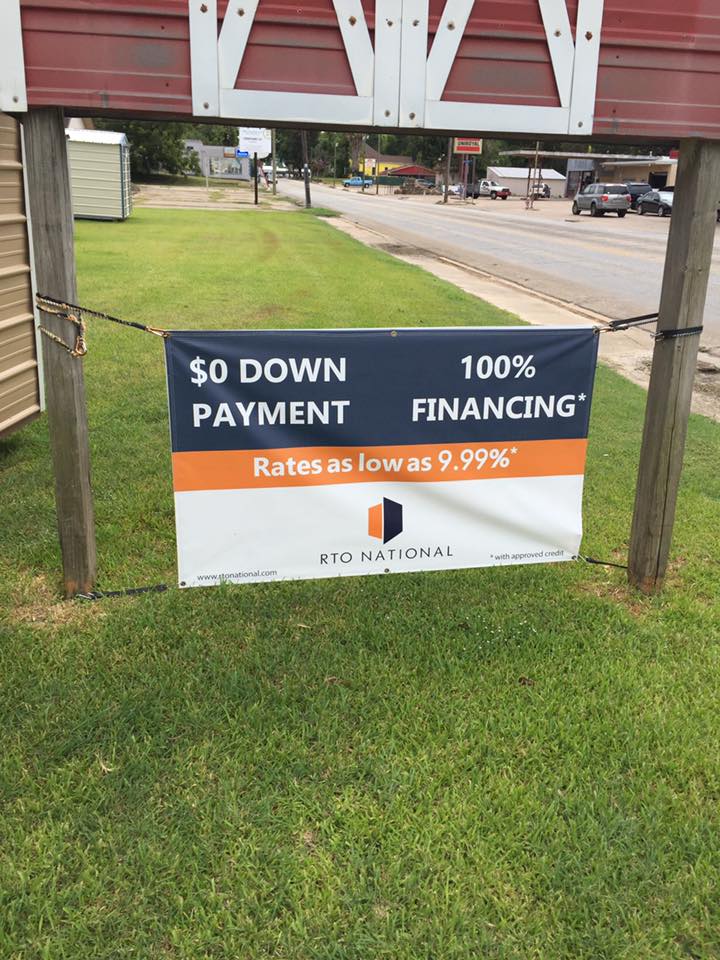 UNIROYAL
$0 DOWN
PAYMENT
100%
FINANCING*
Rates as low as 9.99%*
RTO NATIONAL
www.rtonational.com
* with approved credit